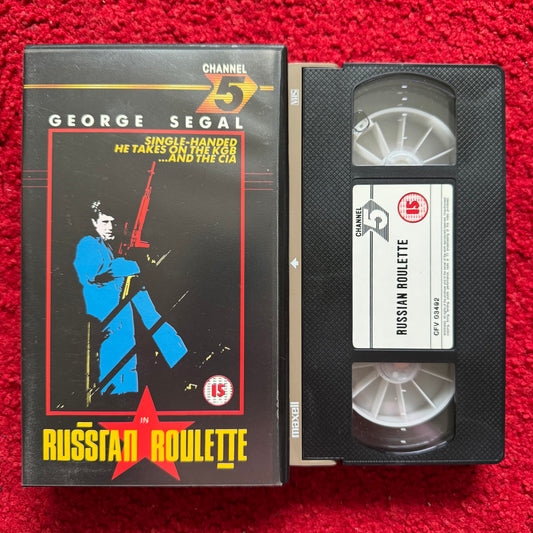 CHANNEL
5
GEORGE SEGAL
SINGLE-HANDED
HE TAKES ON THE KGB
...AND THE CIA
15
IN
RUSSIAN ROULETTE
maxell
CHANNEL
5
15
RUSSIAN ROULETTE
CFV 03492